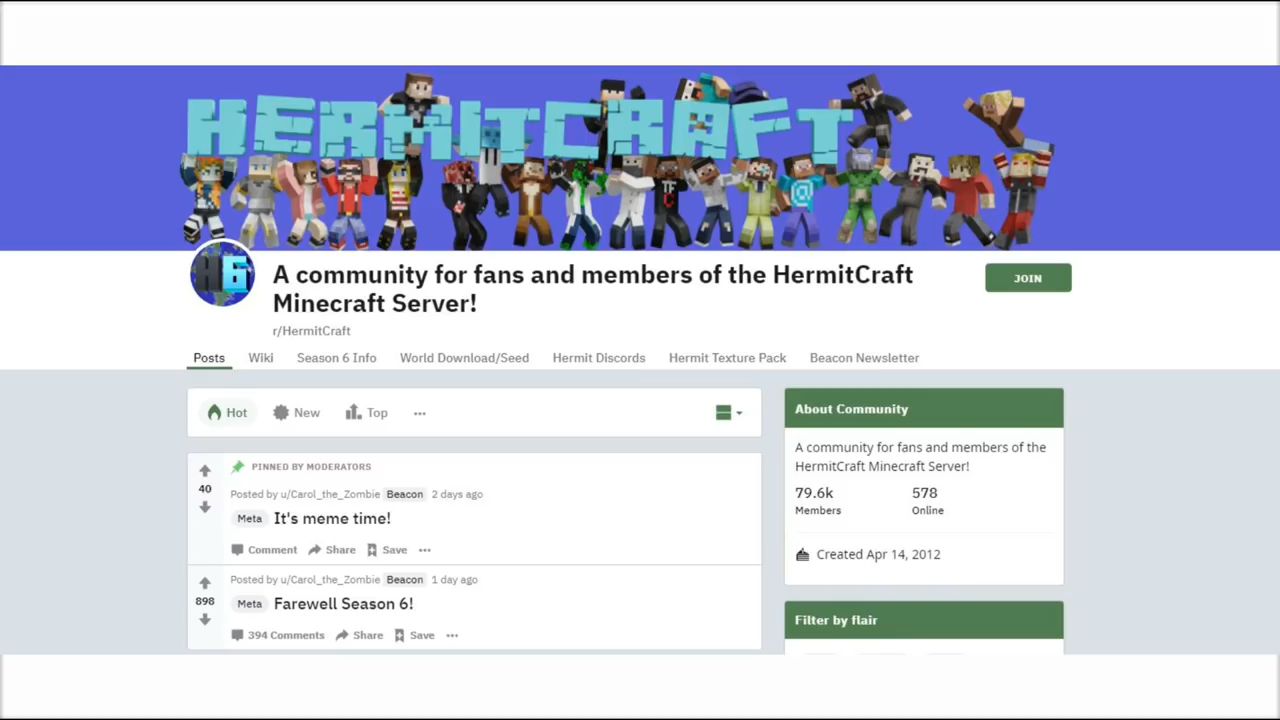 HERMITCRAFT
H6
A community for fans and members of the HermitCraft
Minecraft Server!
JOIN
r/HermitCraft
Posts Wiki Season 6 Info World Download/Seed Hermit Discords Hermit Texture Pack Beacon Newsletter
Hot New Top
PINNED BY MODERATORS
40
Posted by u/Carol_the_Zombie Beacon 2 days ago
Meta It's meme time!
Comment Share Save
Posted by u/Carol_the_Zombie Beacon 1 day ago
898
Meta Farewell Season 6!
394 Comments Share Save
About Community
A community for fans and members of the
HermitCraft Minecraft Server!
79.6k 578
Members Online
Created Apr 14, 2012
Filter by flair